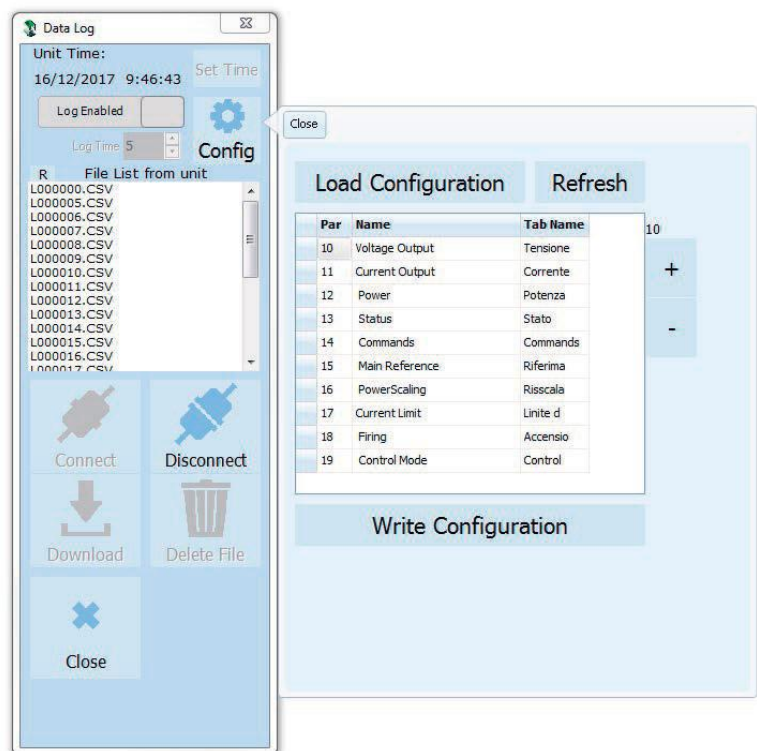 Data Log
Unit Time:
16/12/2017 9:46:43
Set Time
Log Enabled
Log Time 5
Config
R File List from unit
L000000.CSV
L000005.CSV
L000006.CSV
L000007.CSV
L000008.CSV
L000009.CSV
L000010.CSV
L000011.CSV
L000012.CSV
L000013.CSV
L000014.CSV
L000015.CSV
L000016.CSV
L000017.CSV
Connect
Disconnect
Download
Delete File
Close
Close
Load Configuration
Refresh
Par Name Tab Name
10
10 Voltage Output Tensione
11 Current Output Corrente
12 Power Potenza
13 Status Stato
14 Commands Commands
15 Main Reference Riferima
16 PowerScaling Risscala
17 Current Limit Linite d
18 Firing Accensio
19 Control Mode Control
+
-
Write Configuration